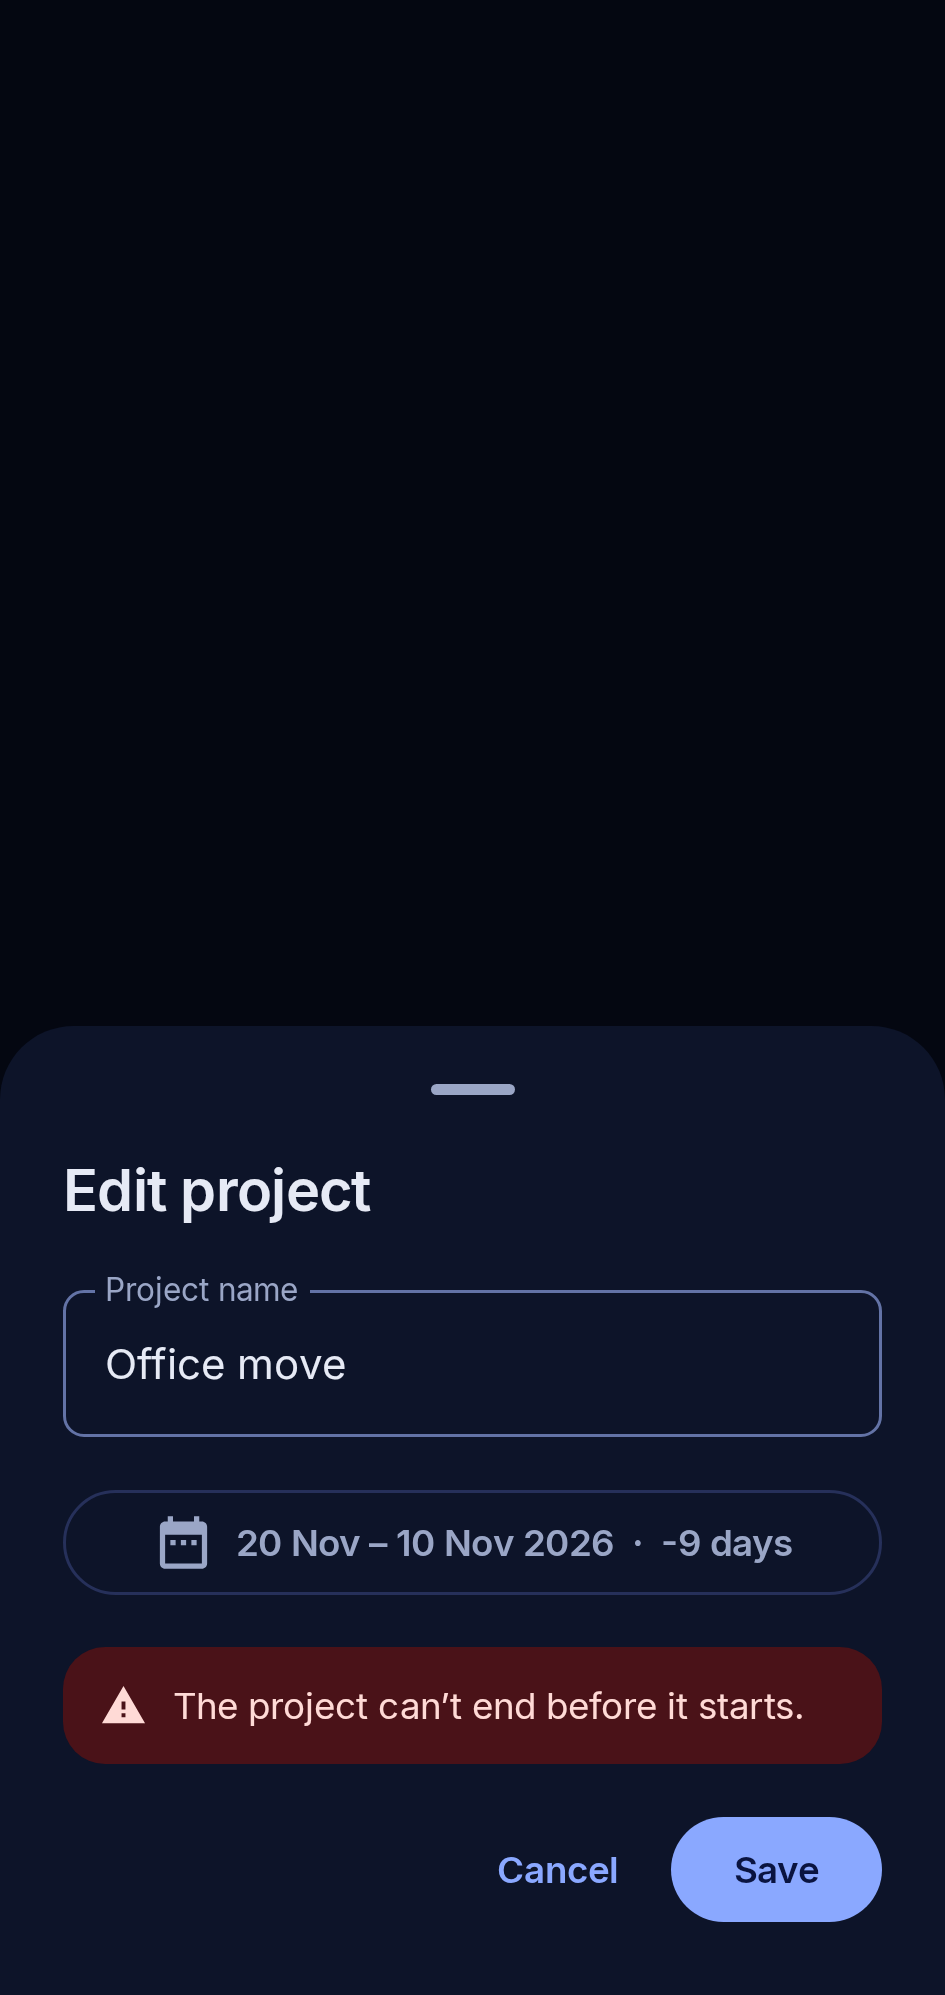 Edit project
Project name
Office move
20 Nov – 10 Nov 2026 · -9 days
The project can’t end before it starts.
Cancel Save